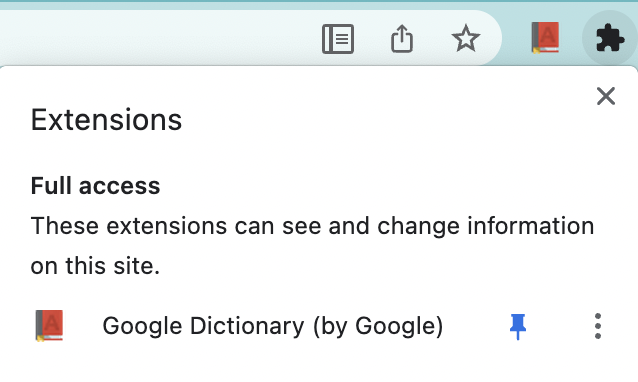 Extensions
Full access
These extensions can see and change information
on this site.
Google Dictionary (by Google)